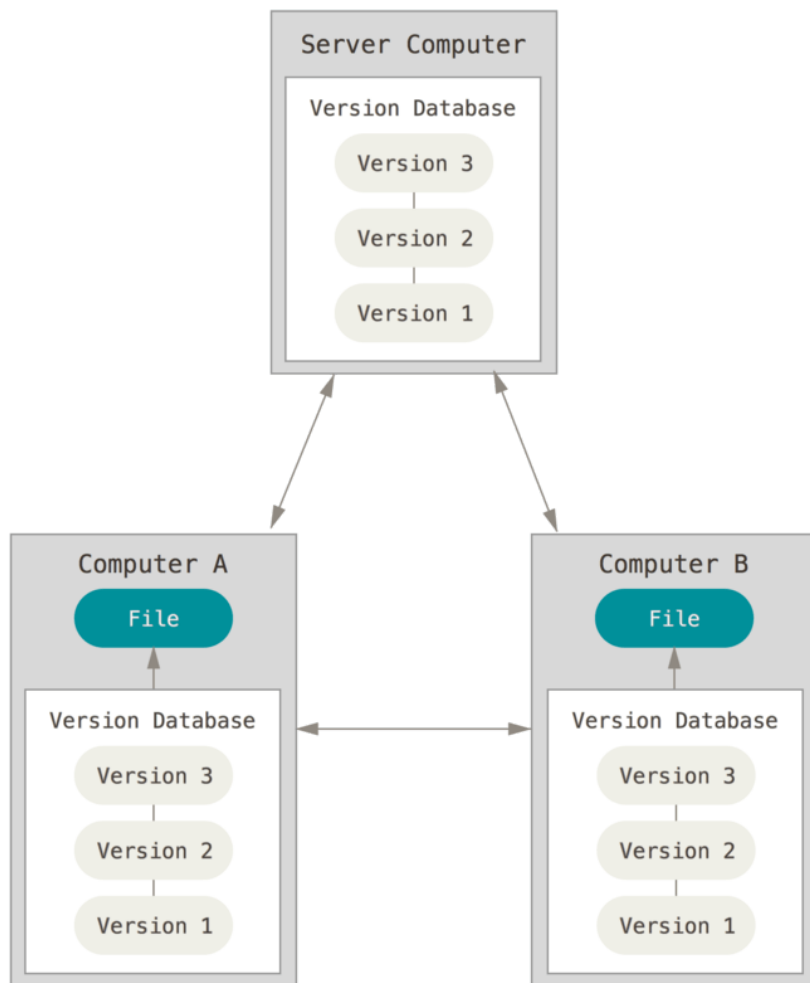 Server Computer
Version Database
Version 3
Version 2
Version 1
Computer A
File
Version Database
Version 3
Version 2
Version 1
Computer B
File
Version Database
Version 3
Version 2
Version 1